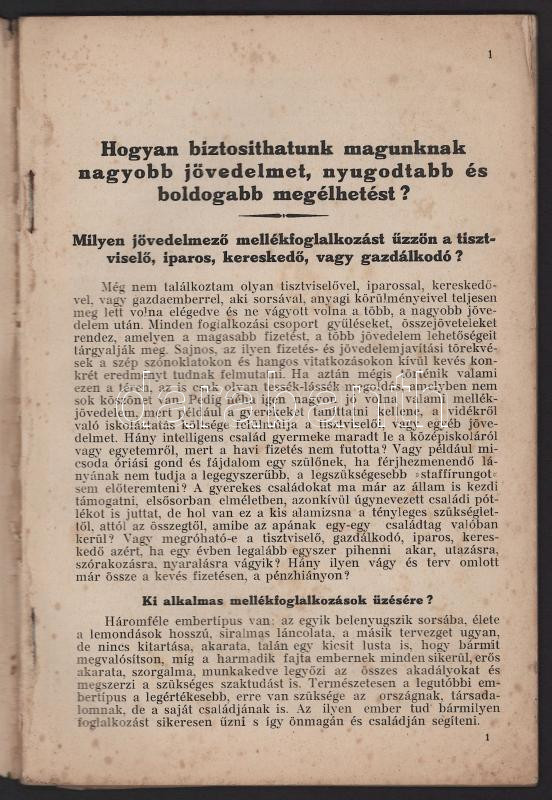 1
Hogyan biztosithatunk magunknak
nagyobb jövedelmet, nyugodtabb és
boldogabb megélhetést?
Milyen jövedelmező mellékfoglalkozást űzzön a tiszt-
viselő, iparos, kereskedő, vagy gazdálkodó?
Még nem találkoztam olyan tisztviselővel, iparossal, kereskedő-
vel, vagy gazdaemberrel, aki sorsával, anyagi körülményeivel teljesen
meg lett volna elégedve és ne vágyott volna a több, a nagyobb jöve-
delem után. Minden foglalkozási csoport gyűléseket, összejöveteleket
rendez, amelyen a magasabb fizetést, a több jövedelem lehetőségeit
tárgyalják meg. Sajnos, az ilyen fizetés- és jövedelemjavítási törekvé-
sek a szép szónoklatokon és hangos vitatkozásokon kívül kevés kon-
krét eredményt tudnak felmutatni. Ha aztán mégis történik valami
ezen a téren, az is csak olyan tessék-lássék megoldás, amelyben nem
sok köszönet van. Pedig néha igen nagyon jó volna valami mellék-
jövedelem, mert például a gyerekeket taníttatni kellene, a vidékről
való iskoláztatás költsége felülmulja a tisztviselői vagy egyéb jöve-
delmet. Hány intelligens család gyermeke maradt le a középiskoláról
vagy egyetemről, mert a havi fizetés nem futotta? Vagy például mi-
csoda óriási gond és fájdalom egy szülőnek, ha férjhezmenendő lá-
nyának nem tudja a legegyszerűbb, a legszükségesebb »staffirungot«
sem előteremteni? A gyerekes családokat ma már az állam is kezdi
támogatni, elsősorban elméletben, azonkívül úgynevezett családi pót-
lékot is juttat, de hol van ez a kis alamizsna a tényleges szükséglet-
től, attól az összegtől, amibe az apának egy-egy családtag valóban
kerül? Vagy megróható-e a tisztviselő, gazdálkodó, iparos, keres-
kedő azért, ha egy évben legalább egyszer pihenni akar, utazásra,
szórakozásra, nyaralásra vágyik? Hány ilyen vágy és terv omlott
már össze a kevés fizetésen, a pénzhiányon?
Ki alkalmas mellékfoglalkozások űzésére?
Háromféle embertípus van: az egyik belenyugszik sorsába, élete
a lemondások hosszú, siralmas láncolata, a másik tervezget ugyan,
de nincs kitartása, akarata, talán egy kicsit lusta is, hogy bármit
megvalósítson, míg a harmadik fajta embernek minden sikerül, erős
akarata, szorgalma, munkakedve legyőzi az összes akadályokat és
megszerzi a szükséges szaktudást is. Természetesen a legutóbbi em-
bertípus a legértékesebb, erre van szüksége az országnak, társada-
lomnak, de a saját családjának is. Az ilyen ember tud bármilyen
foglalkozást sikeresen űzni s így önmagán és családján segíteni.
1